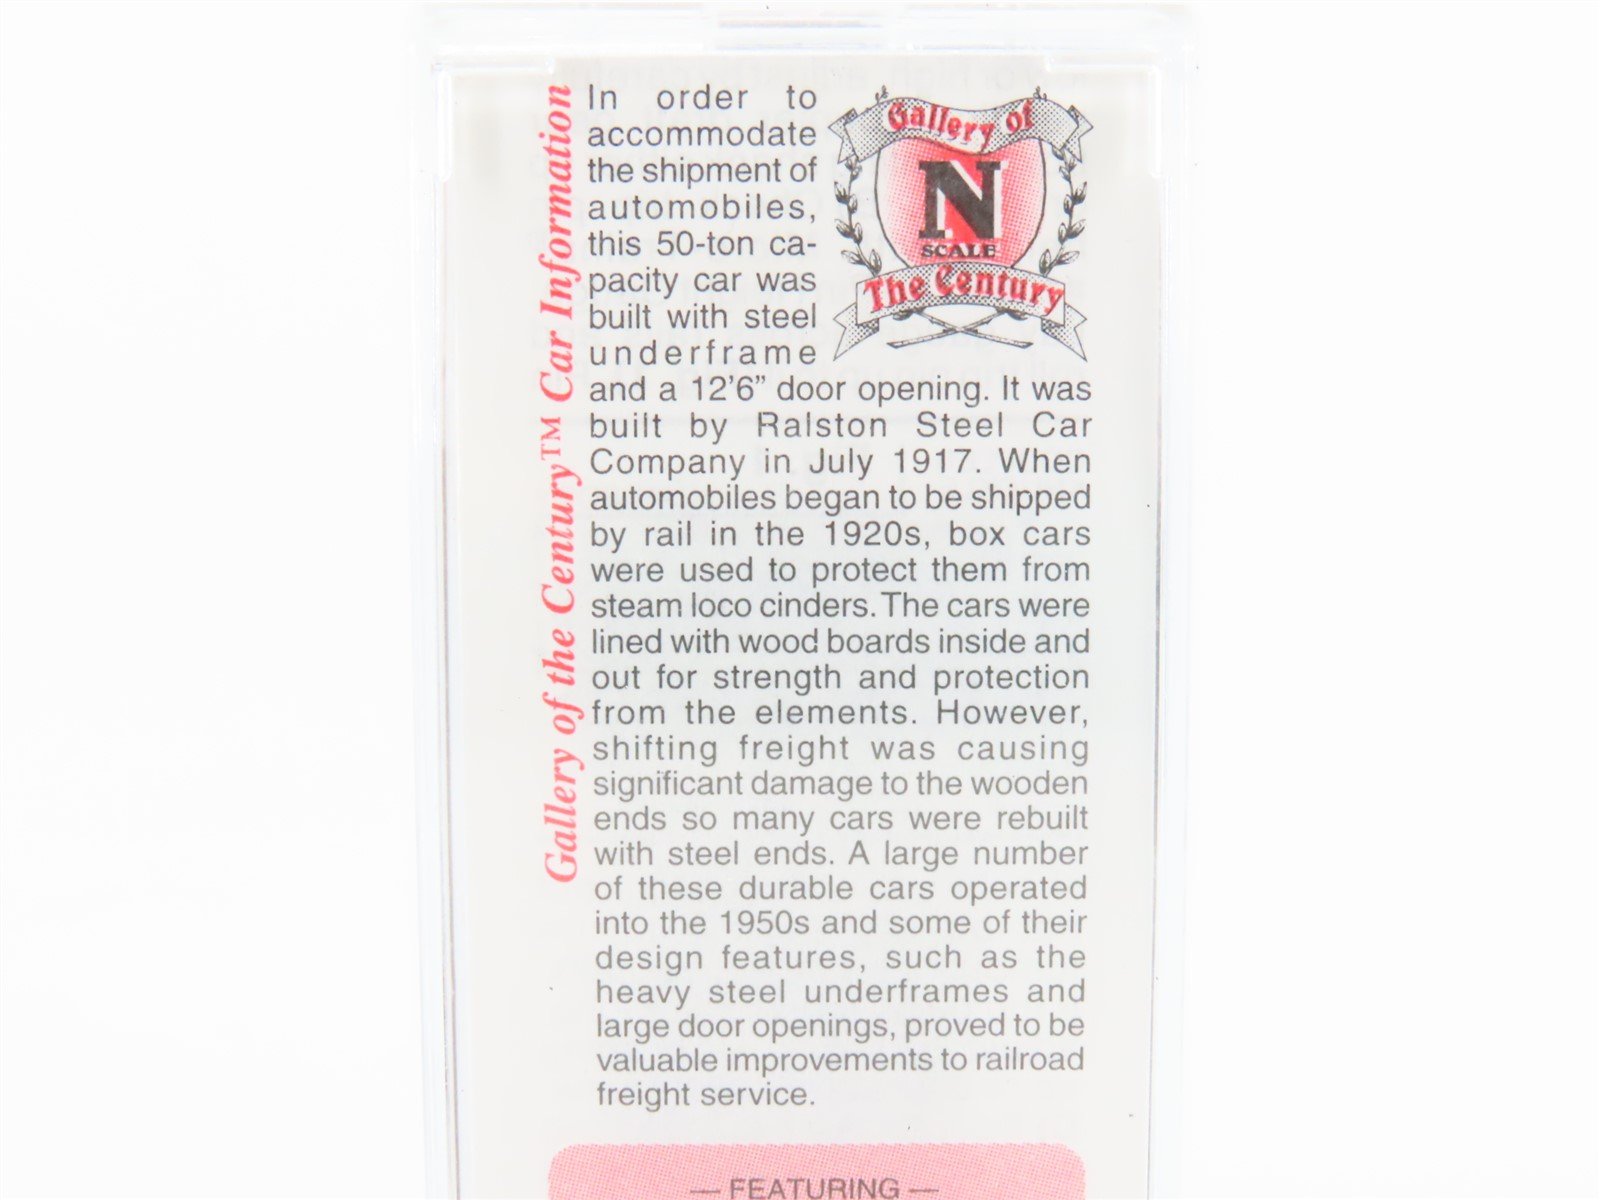 Gallery of the Century™ Car Information
Gallery of
N
SCALE
The Century
In order to
accommodate
the shipment of
automobiles,
this 50-ton ca-
pacity car was
built with steel
underframe
and a 12'6" door opening. It was
built by Ralston Steel Car
Company in July 1917. When
automobiles began to be shipped
by rail in the 1920s, box cars
were used to protect them from
steam loco cinders. The cars were
lined with wood boards inside and
out for strength and protection
from the elements. However,
shifting freight was causing
significant damage to the wooden
ends so many cars were rebuilt
with steel ends. A large number
of these durable cars operated
into the 1950s and some of their
design features, such as the
heavy steel underframes and
large door openings, proved to be
valuable improvements to railroad
freight service.
— FEATURING —